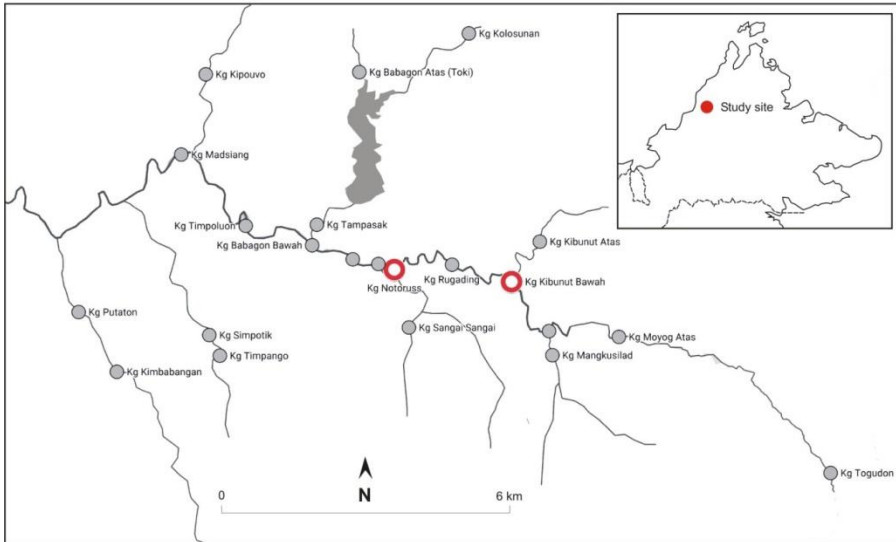 Kg Kolosunan
Kg Babagon Atas (Toki)
Kg Kipouvo
Study site
Kg Madsiang
Kg Timpoluon
Kg Tampasak
Kg Babagon Bawah
Kg Kibunut Atas
Kg Rugading
Kg Kibunut Bawah
Kg Notoruss
Kg Putaton
Kg Simpotik
Kg Sangai Sangai
Kg Moyog Atas
Kg Timpango
Kg Mangkusilad
Kg Kimbabangan
Kg Togudon
N
0
6 km